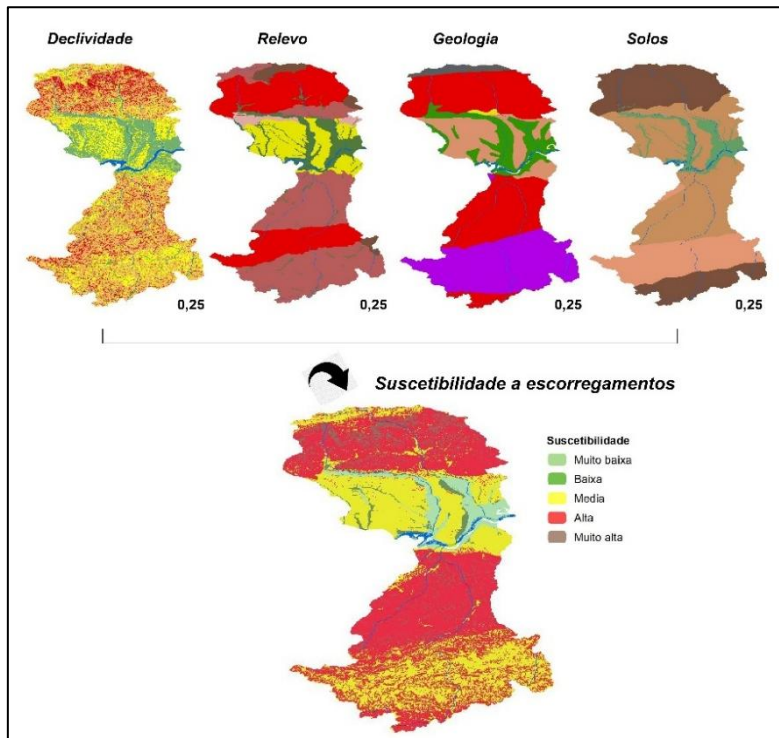 Declividade
Relevo
Geologia
Solos
0,25
0,25
0,25
0,25
Suscetibilidade a escorregamentos
Suscetibilidade
Muito baixa
Baixa
Media
Alta
Muito alta